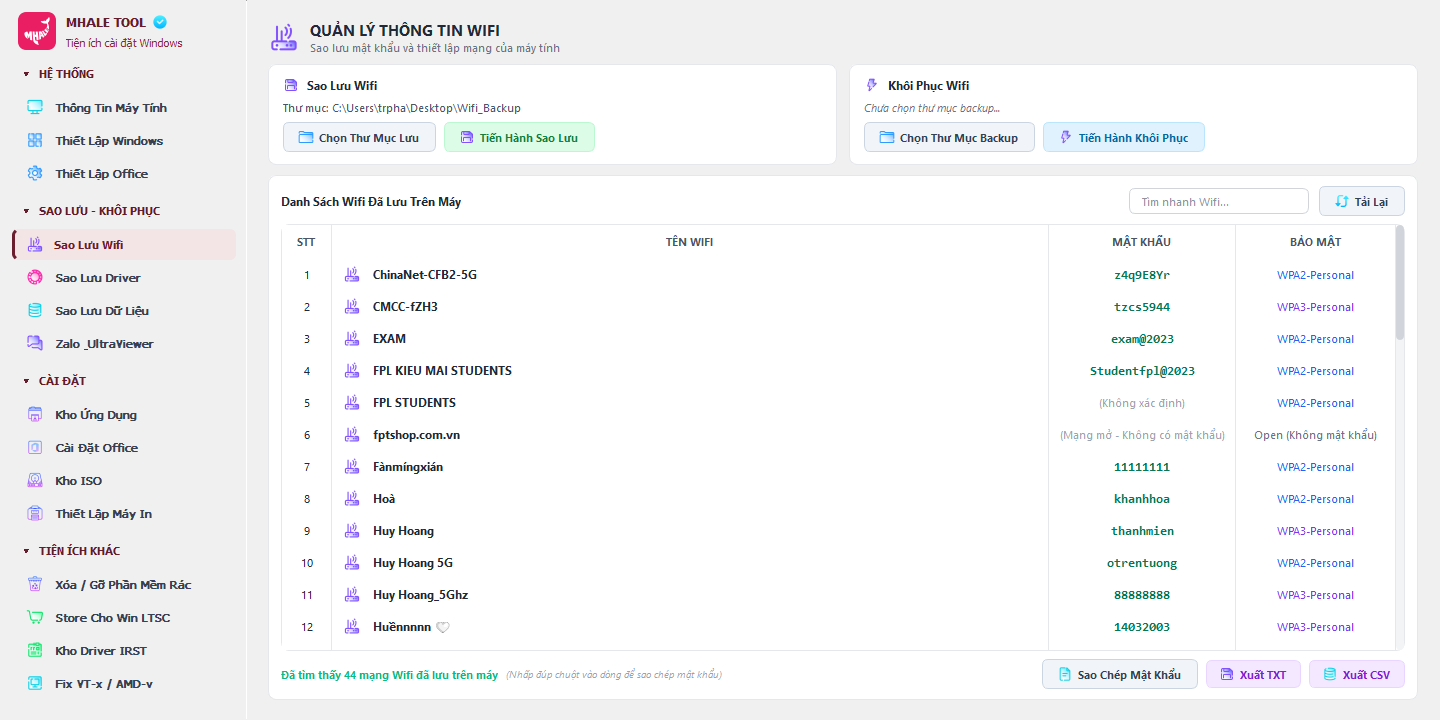 MHALE TOOL
Tiện ích cài đặt Windows
HỆ THỐNG
Thông Tin Máy Tính
Thiết Lập Windows
Thiết Lập Office
SAO LƯU - KHÔI PHỤC
Sao Lưu Wifi
Sao Lưu Driver
Sao Lưu Dữ Liệu
Zalo _UltraViewer
CÀI ĐẶT
Kho Ứng Dụng
Cài Đặt Office
Kho ISO
Thiết Lập Máy In
TIỆN ÍCH KHÁC
Xóa / Gỡ Phần Mềm Rác
Store Cho Win LTSC
Kho Driver IRST
Fix VT-x / AMD-v
QUẢN LÝ THÔNG TIN WIFI
Sao lưu mật khẩu và thiết lập mạng của máy tính
Sao Lưu Wifi
Thư mục: C:\Users\trpha\Desktop\Wifi_Backup
Chọn Thư Mục Lưu
Tiến Hành Sao Lưu
Khôi Phục Wifi
Chưa chọn thư mục backup...
Chọn Thư Mục Backup
Tiến Hành Khôi Phục
Danh Sách Wifi Đã Lưu Trên Máy
Tìm nhanh Wifi...
Tải Lại
STT TÊN WIFI MẬT KHẨU BẢO MẬT
1 ChinaNet-CFB2-5G z4q9E8Yr WPA2-Personal
2 CMCC-fZH3 tzcs5944 WPA3-Personal
3 EXAM exam@2023 WPA2-Personal
4 FPL KIEU MAI STUDENTS Studentfpl@2023 WPA2-Personal
5 FPL STUDENTS (Không xác định) WPA2-Personal
6 fptshop.com.vn (Mạng mở - Không có mật khẩu) Open (Không mật khẩu)
7 Fànmíngxián 11111111 WPA2-Personal
8 Hoà khanhhoa WPA2-Personal
9 Huy Hoang thanhmien WPA3-Personal
10 Huy Hoang 5G otrentuong WPA2-Personal
11 Huy Hoang_5Ghz 88888888 WPA3-Personal
12 Huềnnnnn 🤍 14032003 WPA3-Personal
Đã tìm thấy 44 mạng Wifi đã lưu trên máy (Nhấp đúp chuột vào dòng để sao chép mật khẩu)
Sao Chép Mật Khẩu
Xuất TXT
Xuất CSV